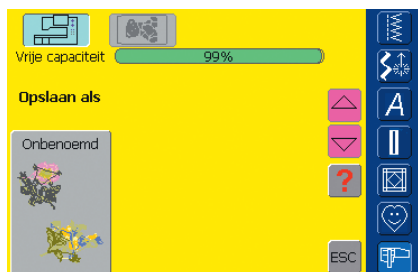 Vrije capaciteit 99%
Opslaan als
A
Onbenoemd
?
ESC